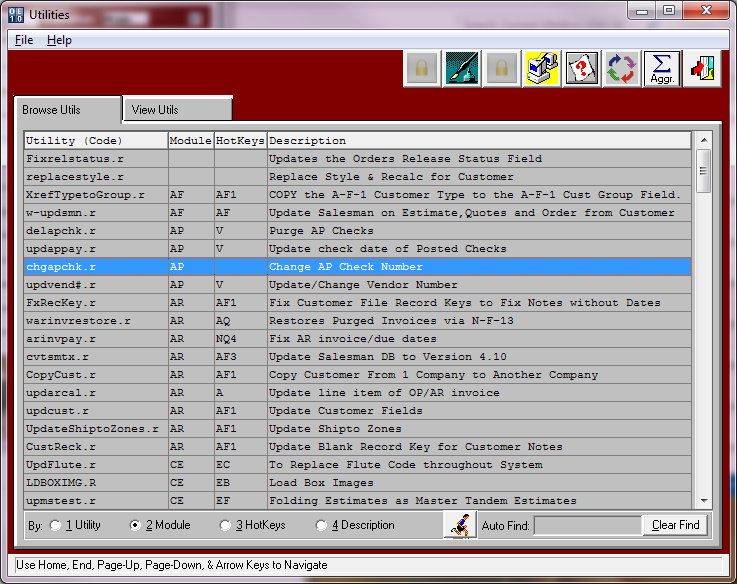 Utilities
File Help
Σ
Aggr.
Browse Utils View Utils
Utility (Code) Module HotKeys Description
Fixrelstatus.r Updates the Orders Release Status Field
replacestyle.r Replace Style & Recalc for Customer
XrefTypetoGroup.r AF AF1 COPY the A-F-1 Customer Type to the A-F-1 Cust Group Field.
w-updsmn.r AF AF Update Salesman on Estimate,Quotes and Order from Customer
delapchk.r AP V Purge AP Checks
updappay.r AP V Update check date of Posted Checks
chgapchk.r AP Change AP Check Number
updvend#.r AP V Update/Change Vendor Number
FxRecKey.r AR AF1 Fix Customer File Record Keys to Fix Notes without Dates
warinvrestore.r AR AQ Restores Purged Invoices via N-F-13
arinvpay.r AR NQ4 Fix AR invoice/due dates
cvtsmtx.r AR AF3 Update Salesman DB to Version 4.10
CopyCust.r AR AF1 Copy Customer From 1 Company to Another Company
updarcal.r AR A Update line item of OP/AR invoice
updcust.r AR AF1 Update Customer Fields
UpdateShiptoZones.r AR AF1 Update Shipto Zones
CustReck.r AR AF1 Update Blank Record Key for Customer Notes
UpdFlute.r CE EC To Replace Flute Code throughout System
LDBOXIMG.R CE EB Load Box Images
upmstest.r CE EF Folding Estimates as Master Tandem Estimates
By: 1 Utility 2 Module 3 HotKeys 4 Description Auto Find: Clear Find
Use Home, End, Page-Up, Page-Down, & Arrow Keys to Navigate